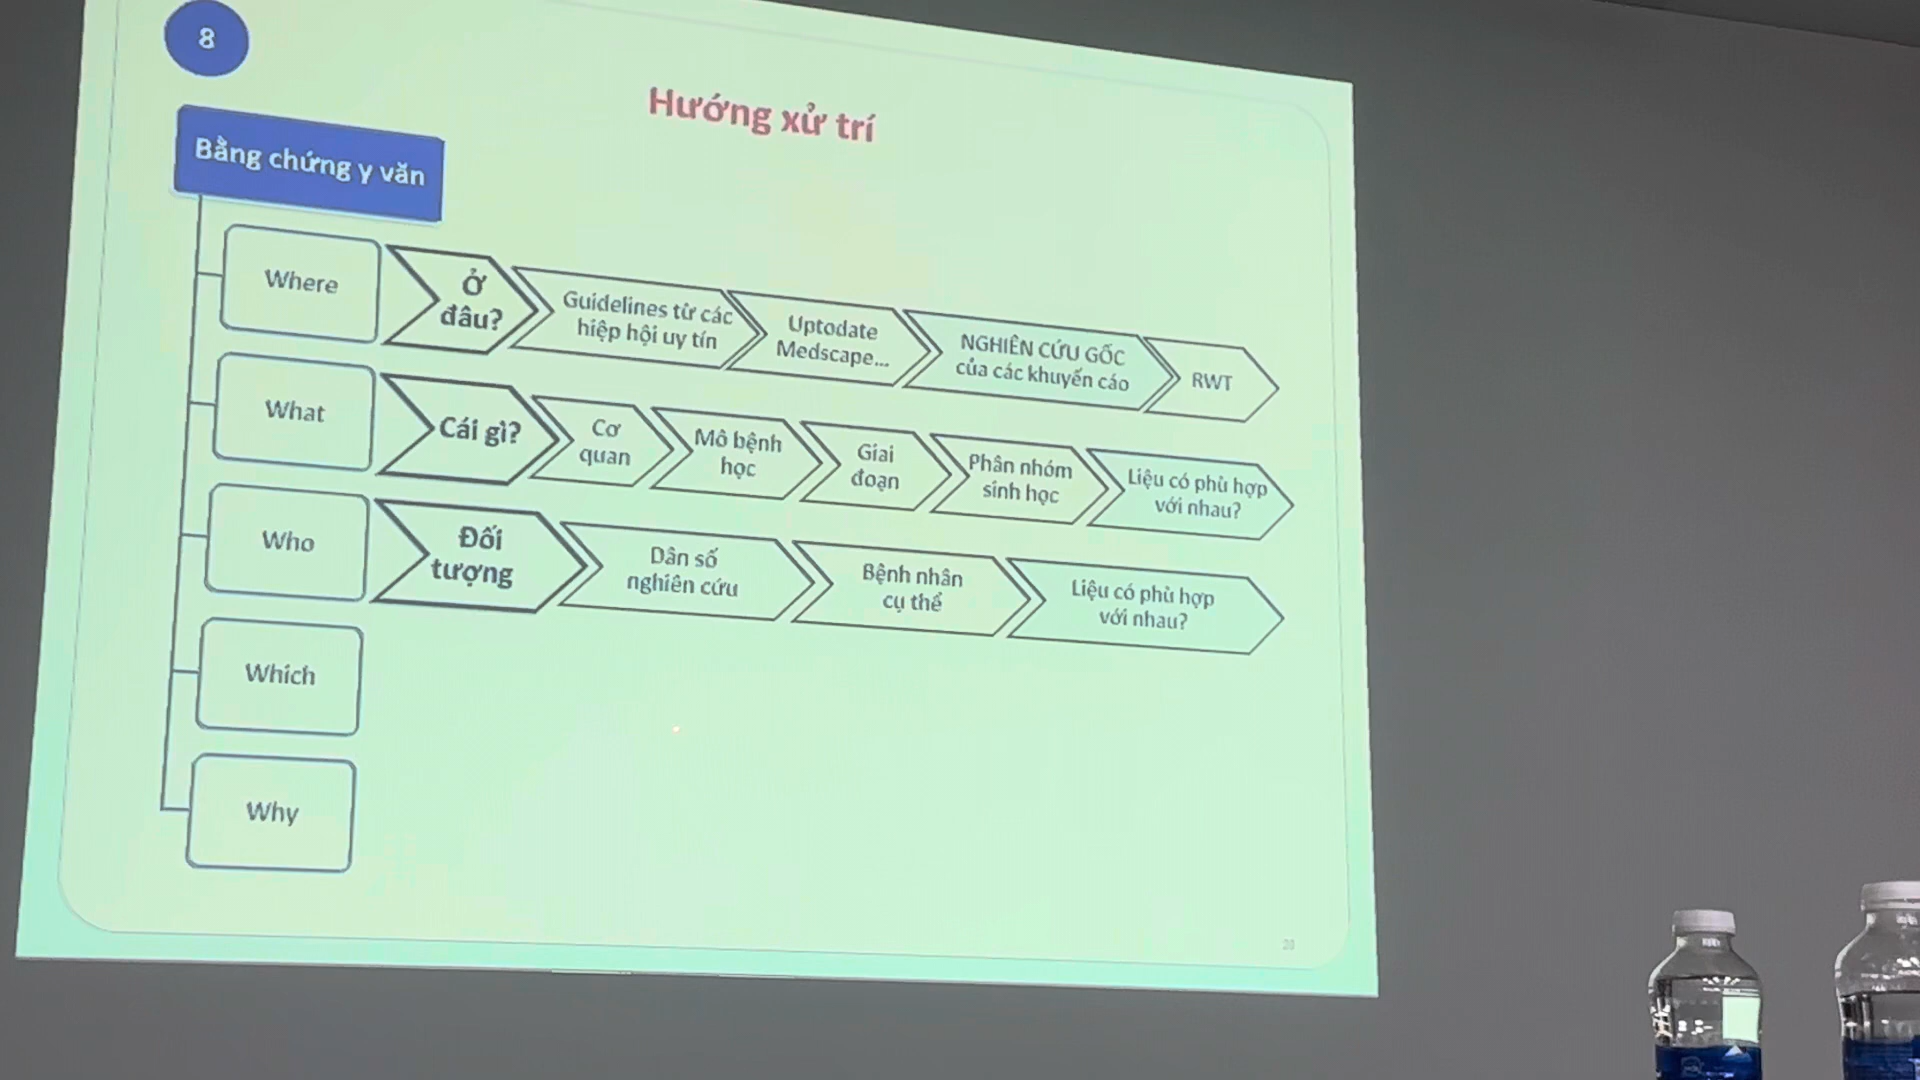 8
Hướng xử trí
Bằng chứng y văn
Where
Ở
đâu?
Guidelines từ các
hiệp hội uy tín
Uptodate
Medscape...
NGHIÊN CỨU GỐC
của các khuyến cáo
RWT
What
Cái gì?
Cơ
quan
Mô bệnh
học
Giai
đoạn
Phân nhóm
sinh học
Liệu có phù hợp
với nhau?
Who
Đối
tượng
Dân số
nghiên cứu
Bệnh nhân
cụ thể
Liệu có phù hợp
với nhau?
Which
Why